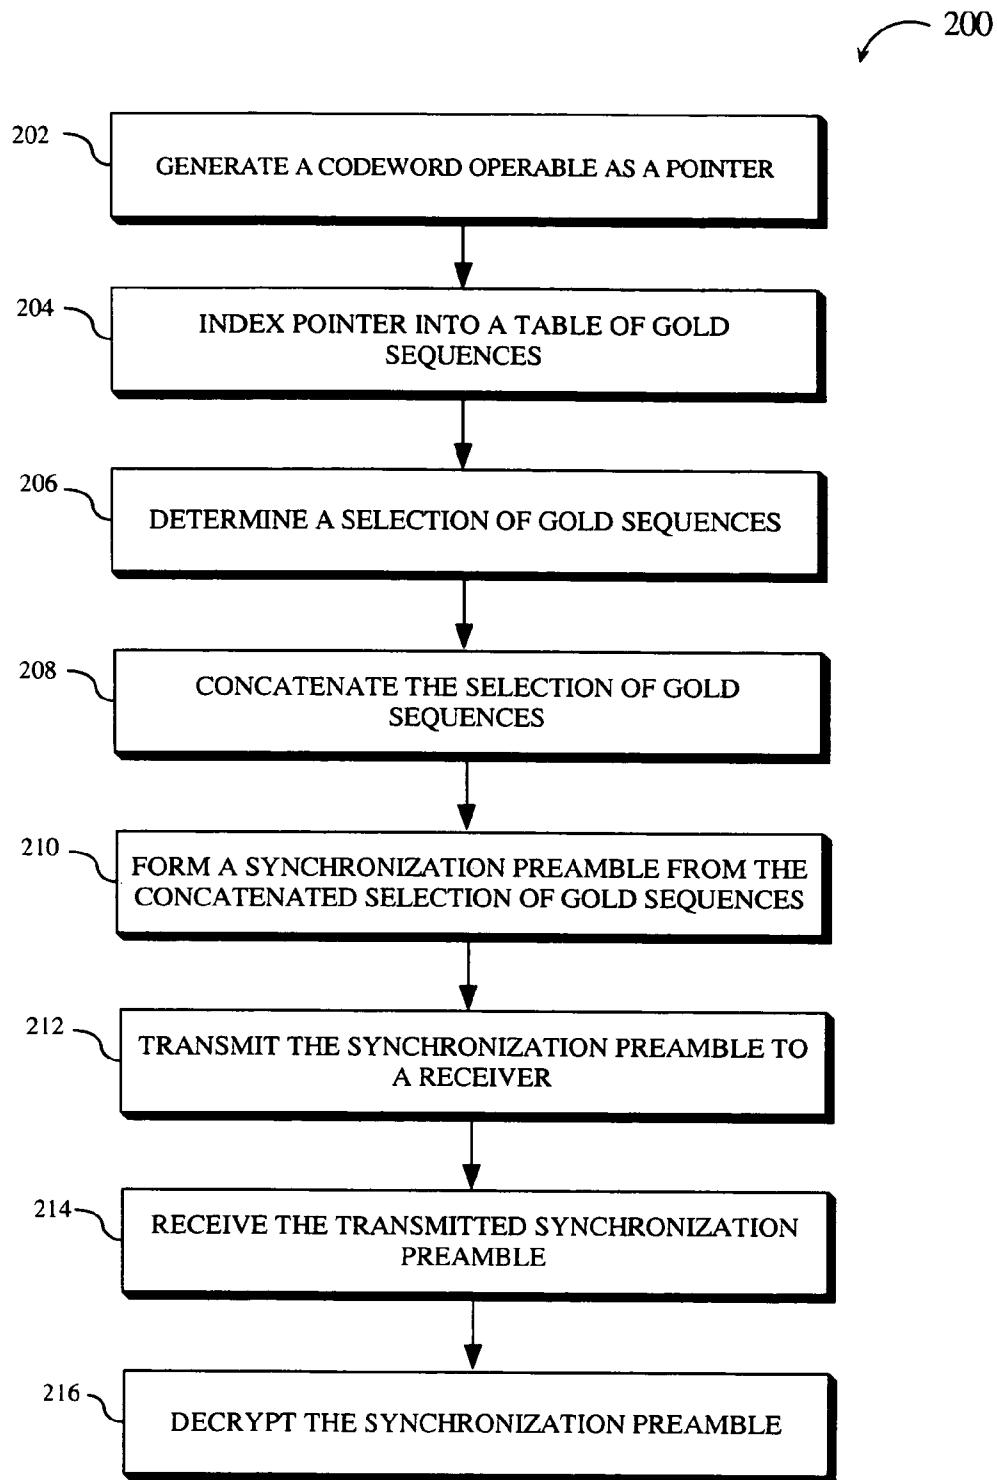 200
202
GENERATE A CODEWORD OPERABLE AS A POINTER
204
INDEX POINTER INTO A TABLE OF GOLD
SEQUENCES
206
DETERMINE A SELECTION OF GOLD SEQUENCES
208
CONCATENATE THE SELECTION OF GOLD
SEQUENCES
210
FORM A SYNCHRONIZATION PREAMBLE FROM THE
CONCATENATED SELECTION OF GOLD SEQUENCES
212
TRANSMIT THE SYNCHRONIZATION PREAMBLE TO
A RECEIVER
214
RECEIVE THE TRANSMITTED SYNCHRONIZATION
PREAMBLE
216
DECRYPT THE SYNCHRONIZATION PREAMBLE